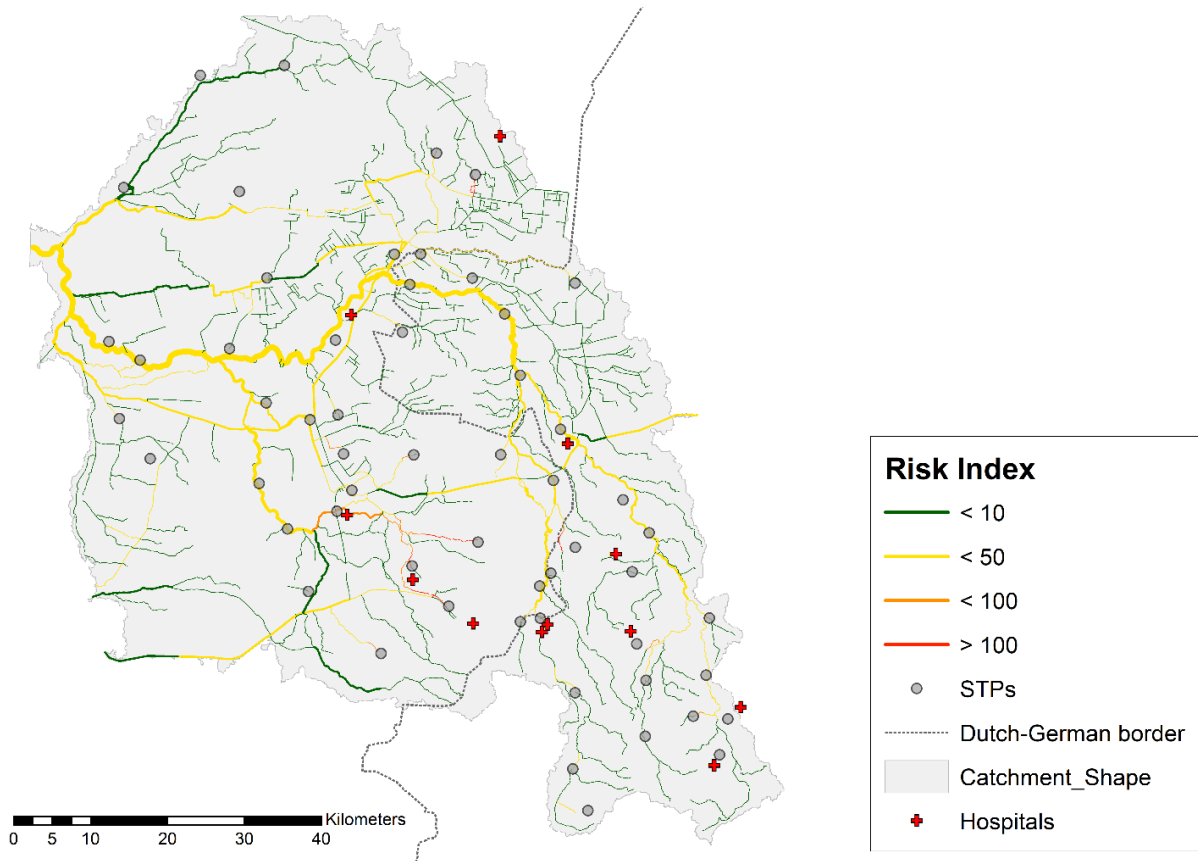 Risk Index
< 10
< 50
< 100
> 100
STPs
Dutch-German border
Catchment_Shape
Hospitals
Kilometers
0 5 10 20 30 40